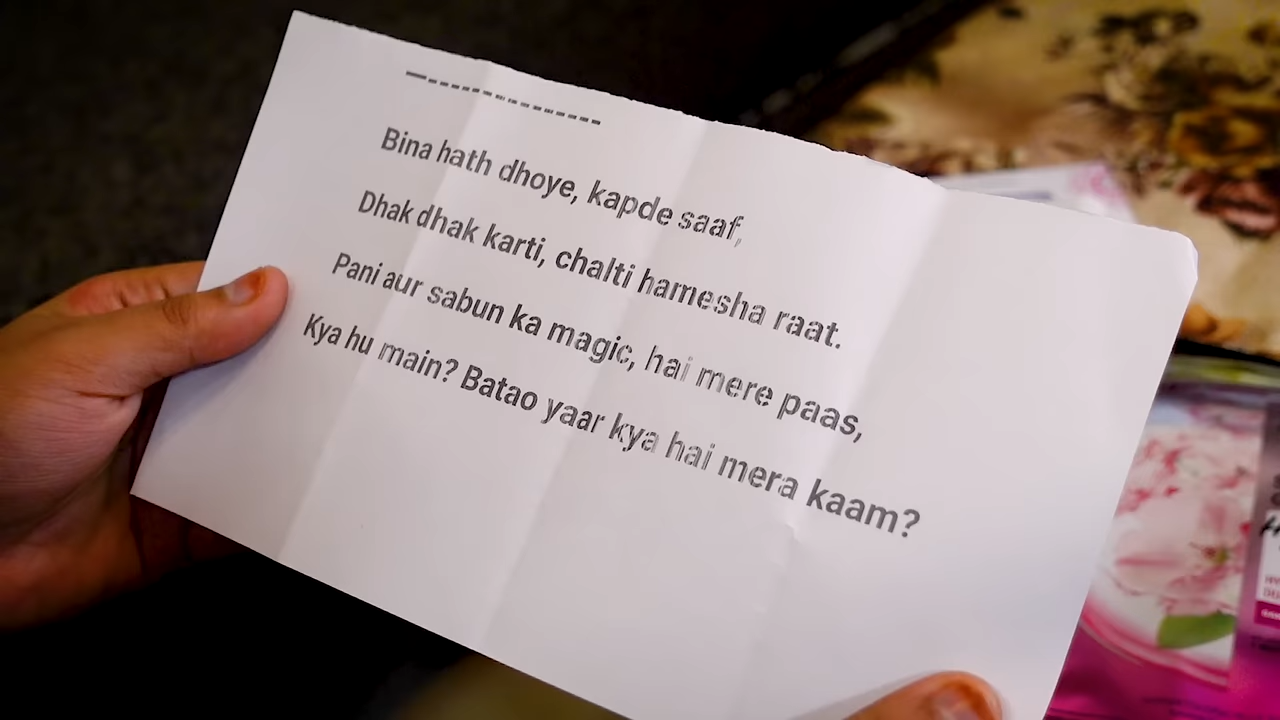 Bina hath dhoye, kapde saaf,
Dhak dhak karti, chalti hamesha raat.
Pani aur sabun ka magic, hai mere paas,
Kya hu main? Batao yaar kya hai mera kaam?